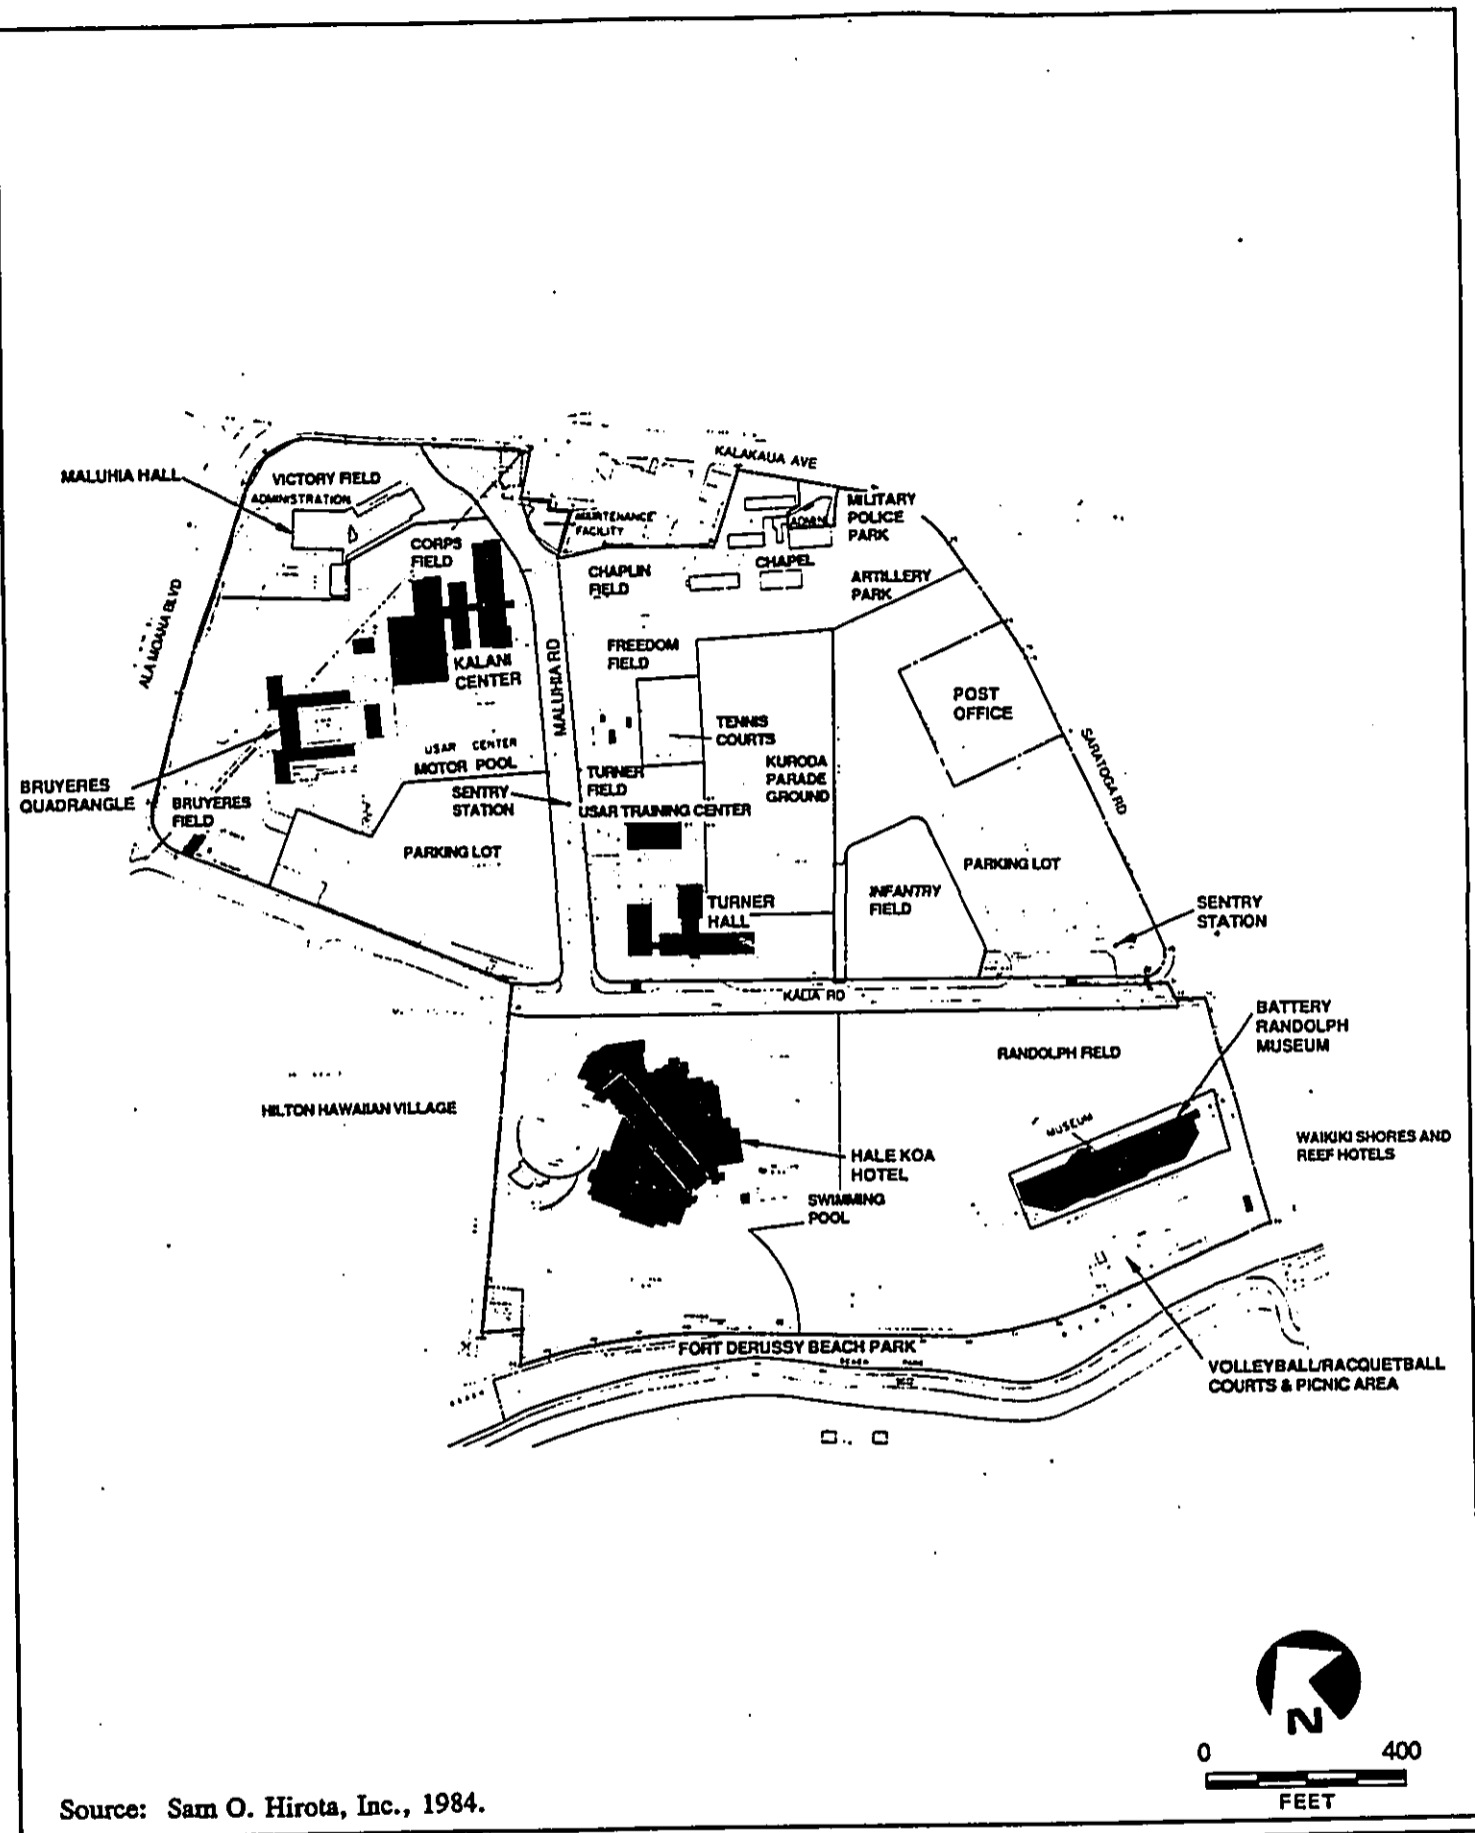 KALAKAUA AVE
MALUHIA HALL
VICTORY FIELD
ADMINISTRATION
MILITARY
POLICE
PARK
ADMIN
MAINTENANCE
FACILITY
CORPS
FIELD
CHAPEL
CHAPLIN
FIELD
ARTILLERY
PARK
ALA MOANA BLVD
FREEDOM
FIELD
KALANI
CENTER
MALUHIA RD
POST
OFFICE
TENNIS
COURTS
SARATOGA RD
USAR CENTER
MOTOR POOL
KURODA
PARADE
GROUND
TURNER
FIELD
BRUYERES
QUADRANGLE
BRUYERES
FIELD
SENTRY
STATION
USAR TRAINING CENTER
PARKING LOT
PARKING LOT
INFANTRY
FIELD
TURNER
HALL
SENTRY
STATION
KALIA RD
BATTERY
RANDOLPH
MUSEUM
RANDOLPH FIELD
HILTON HAWAIIAN VILLAGE
MUSEUM
WAIKIKI SHORES AND
REEF HOTELS
HALE KOA
HOTEL
SWIMMING
POOL
FORT DERUSSY BEACH PARK
VOLLEYBALL/RACQUETBALL
COURTS & PICNIC AREA
N
0 400
FEET
Source: Sam O. Hirota, Inc., 1984.